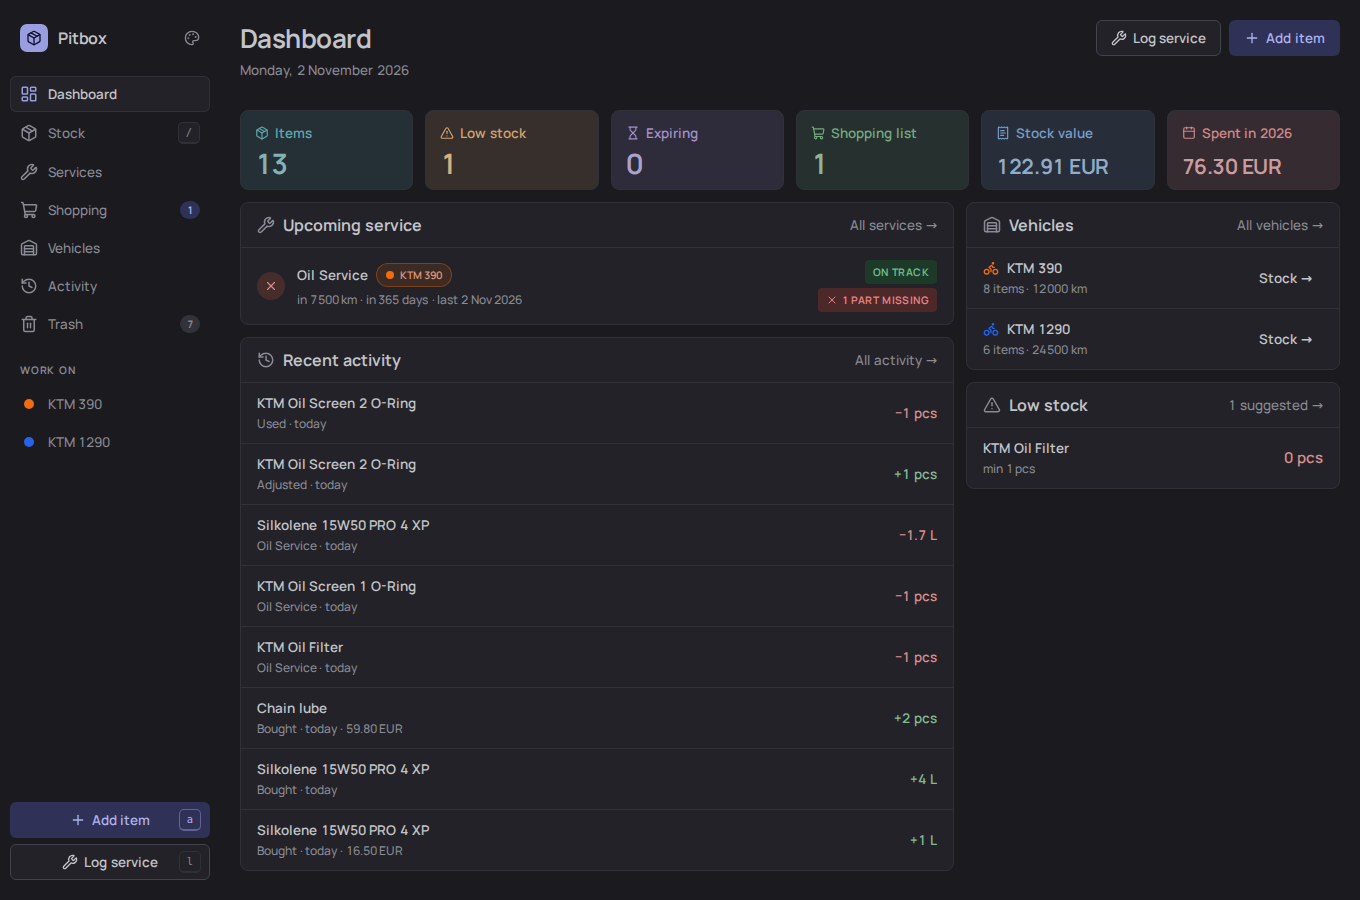 Pitbox
Dashboard
Stock /
Services
Shopping 1
Vehicles
Activity
Trash 7
WORK ON
KTM 390
KTM 1290
Add item a
Log service l
Dashboard
Monday, 2 November 2026
Log service
Add item
Items
13
Low stock
1
Expiring
0
Shopping list
1
Stock value
122.91 EUR
Spent in 2026
76.30 EUR
Upcoming service
All services →
Oil Service KTM 390
in 7 500 km · in 365 days · last 2 Nov 2026
ON TRACK
1 PART MISSING
Recent activity
All activity →
KTM Oil Screen 2 O-Ring
Used · today
−1 pcs
KTM Oil Screen 2 O-Ring
Adjusted · today
+1 pcs
Silkolene 15W50 PRO 4 XP
Oil Service · today
−1.7 L
KTM Oil Screen 1 O-Ring
Oil Service · today
−1 pcs
KTM Oil Filter
Oil Service · today
−1 pcs
Chain lube
Bought · today · 59.80 EUR
+2 pcs
Silkolene 15W50 PRO 4 XP
Bought · today
+4 L
Silkolene 15W50 PRO 4 XP
Bought · today · 16.50 EUR
+1 L
Vehicles
All vehicles →
KTM 390
8 items · 12 000 km
Stock →
KTM 1290
6 items · 24 500 km
Stock →
Low stock
1 suggested →
KTM Oil Filter
min 1 pcs
0 pcs